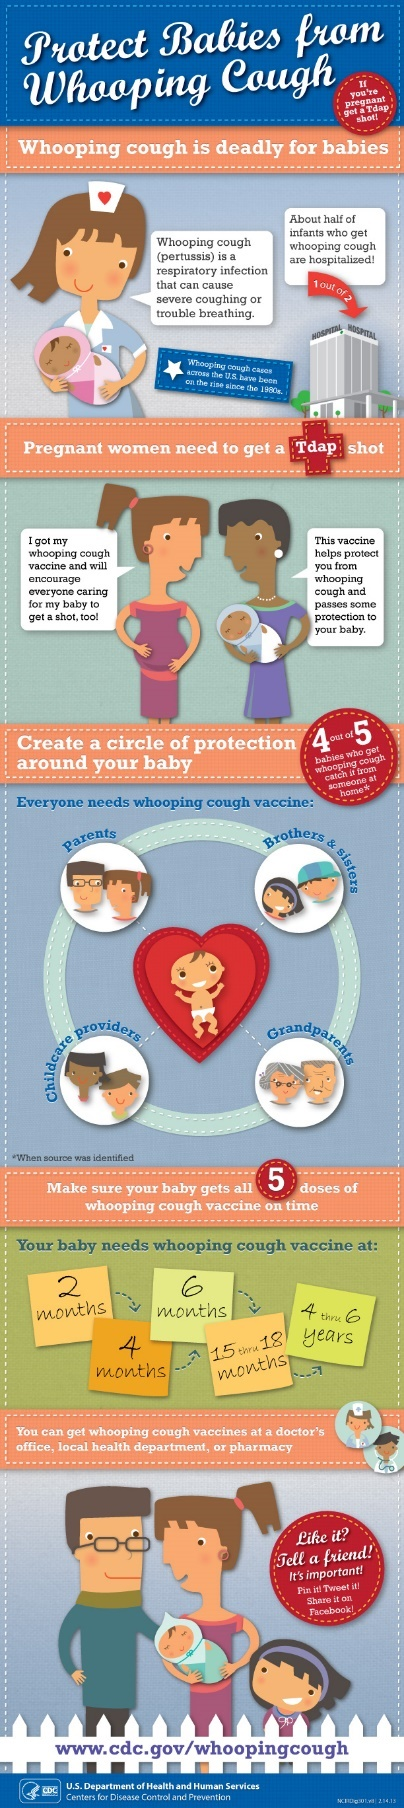 Protect Babies from
Whooping Cough
If
you're
pregnant
get a Tdap
shot!
Whooping cough is deadly for babies
Whooping cough
(pertussis) is a
respiratory infection
that can cause
severe coughing or
trouble breathing.
About half of
infants who get
whooping cough
are hospitalized!
1 out of 2
HOSPITAL HOSPITAL
Whooping cough cases
across the U.S. have been
on the rise since the 1980s.
Pregnant women need to get a Tdap shot
I got my
whooping cough
vaccine and will
encourage
everyone caring
for my baby to
get a shot, too!
This vaccine
helps protect
you from
whooping
cough and
passes some
protection to
your baby.
Create a circle of protection
around your baby
4 out of 5
babies who get
whooping cough
catch it from
someone at
home*
Everyone needs whooping cough vaccine:
Parents
Brothers & sisters
Childcare providers
Grandparents
*When source was identified
Make sure your baby gets all 5 doses of
whooping cough vaccine on time
Your baby needs whooping cough vaccine at:
2
months
4
months
6
months
15 thru 18
months
4 thru 6
years
You can get whooping cough vaccines at a doctor's
office, local health department, or pharmacy
Like it?
Tell a friend!
It's important!
Pin it! Tweet it!
Share it on
Facebook!
www.cdc.gov/whoopingcough
CDC
U.S. Department of Health and Human Services
Centers for Disease Control and Prevention